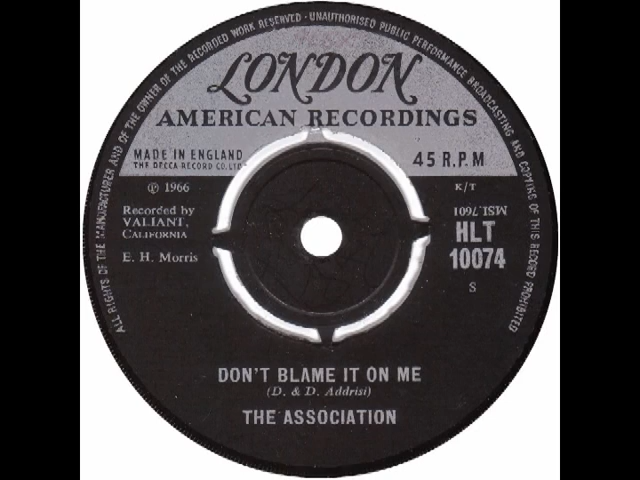 ALL RIGHTS OF THE MANUFACTURER AND OF THE OWNER OF THE RECORDED WORK RESERVED · UNAUTHORISED PUBLIC PERFORMANCE BROADCASTING AND COPYING OF THIS RECORD PROHIBITED
LONDON
AMERICAN RECORDINGS
MADE IN ENGLAND
THE DECCA RECORD CO. LTD
45 R.P.M
℗ 1966
K/T
Recorded by
VALIANT,
CALIFORNIA
MSI.7601
HLT
10074
E. H. Morris
S
DON'T BLAME IT ON ME
(D. & D. Addrisi)
THE ASSOCIATION